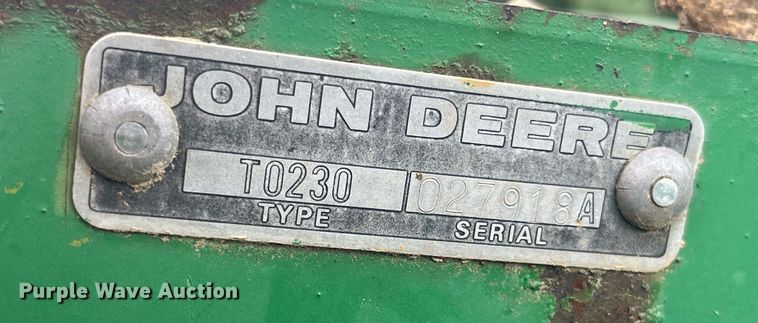 JOHN DEERE
T0230 027918A
TYPE SERIAL
Purple Wave Auction